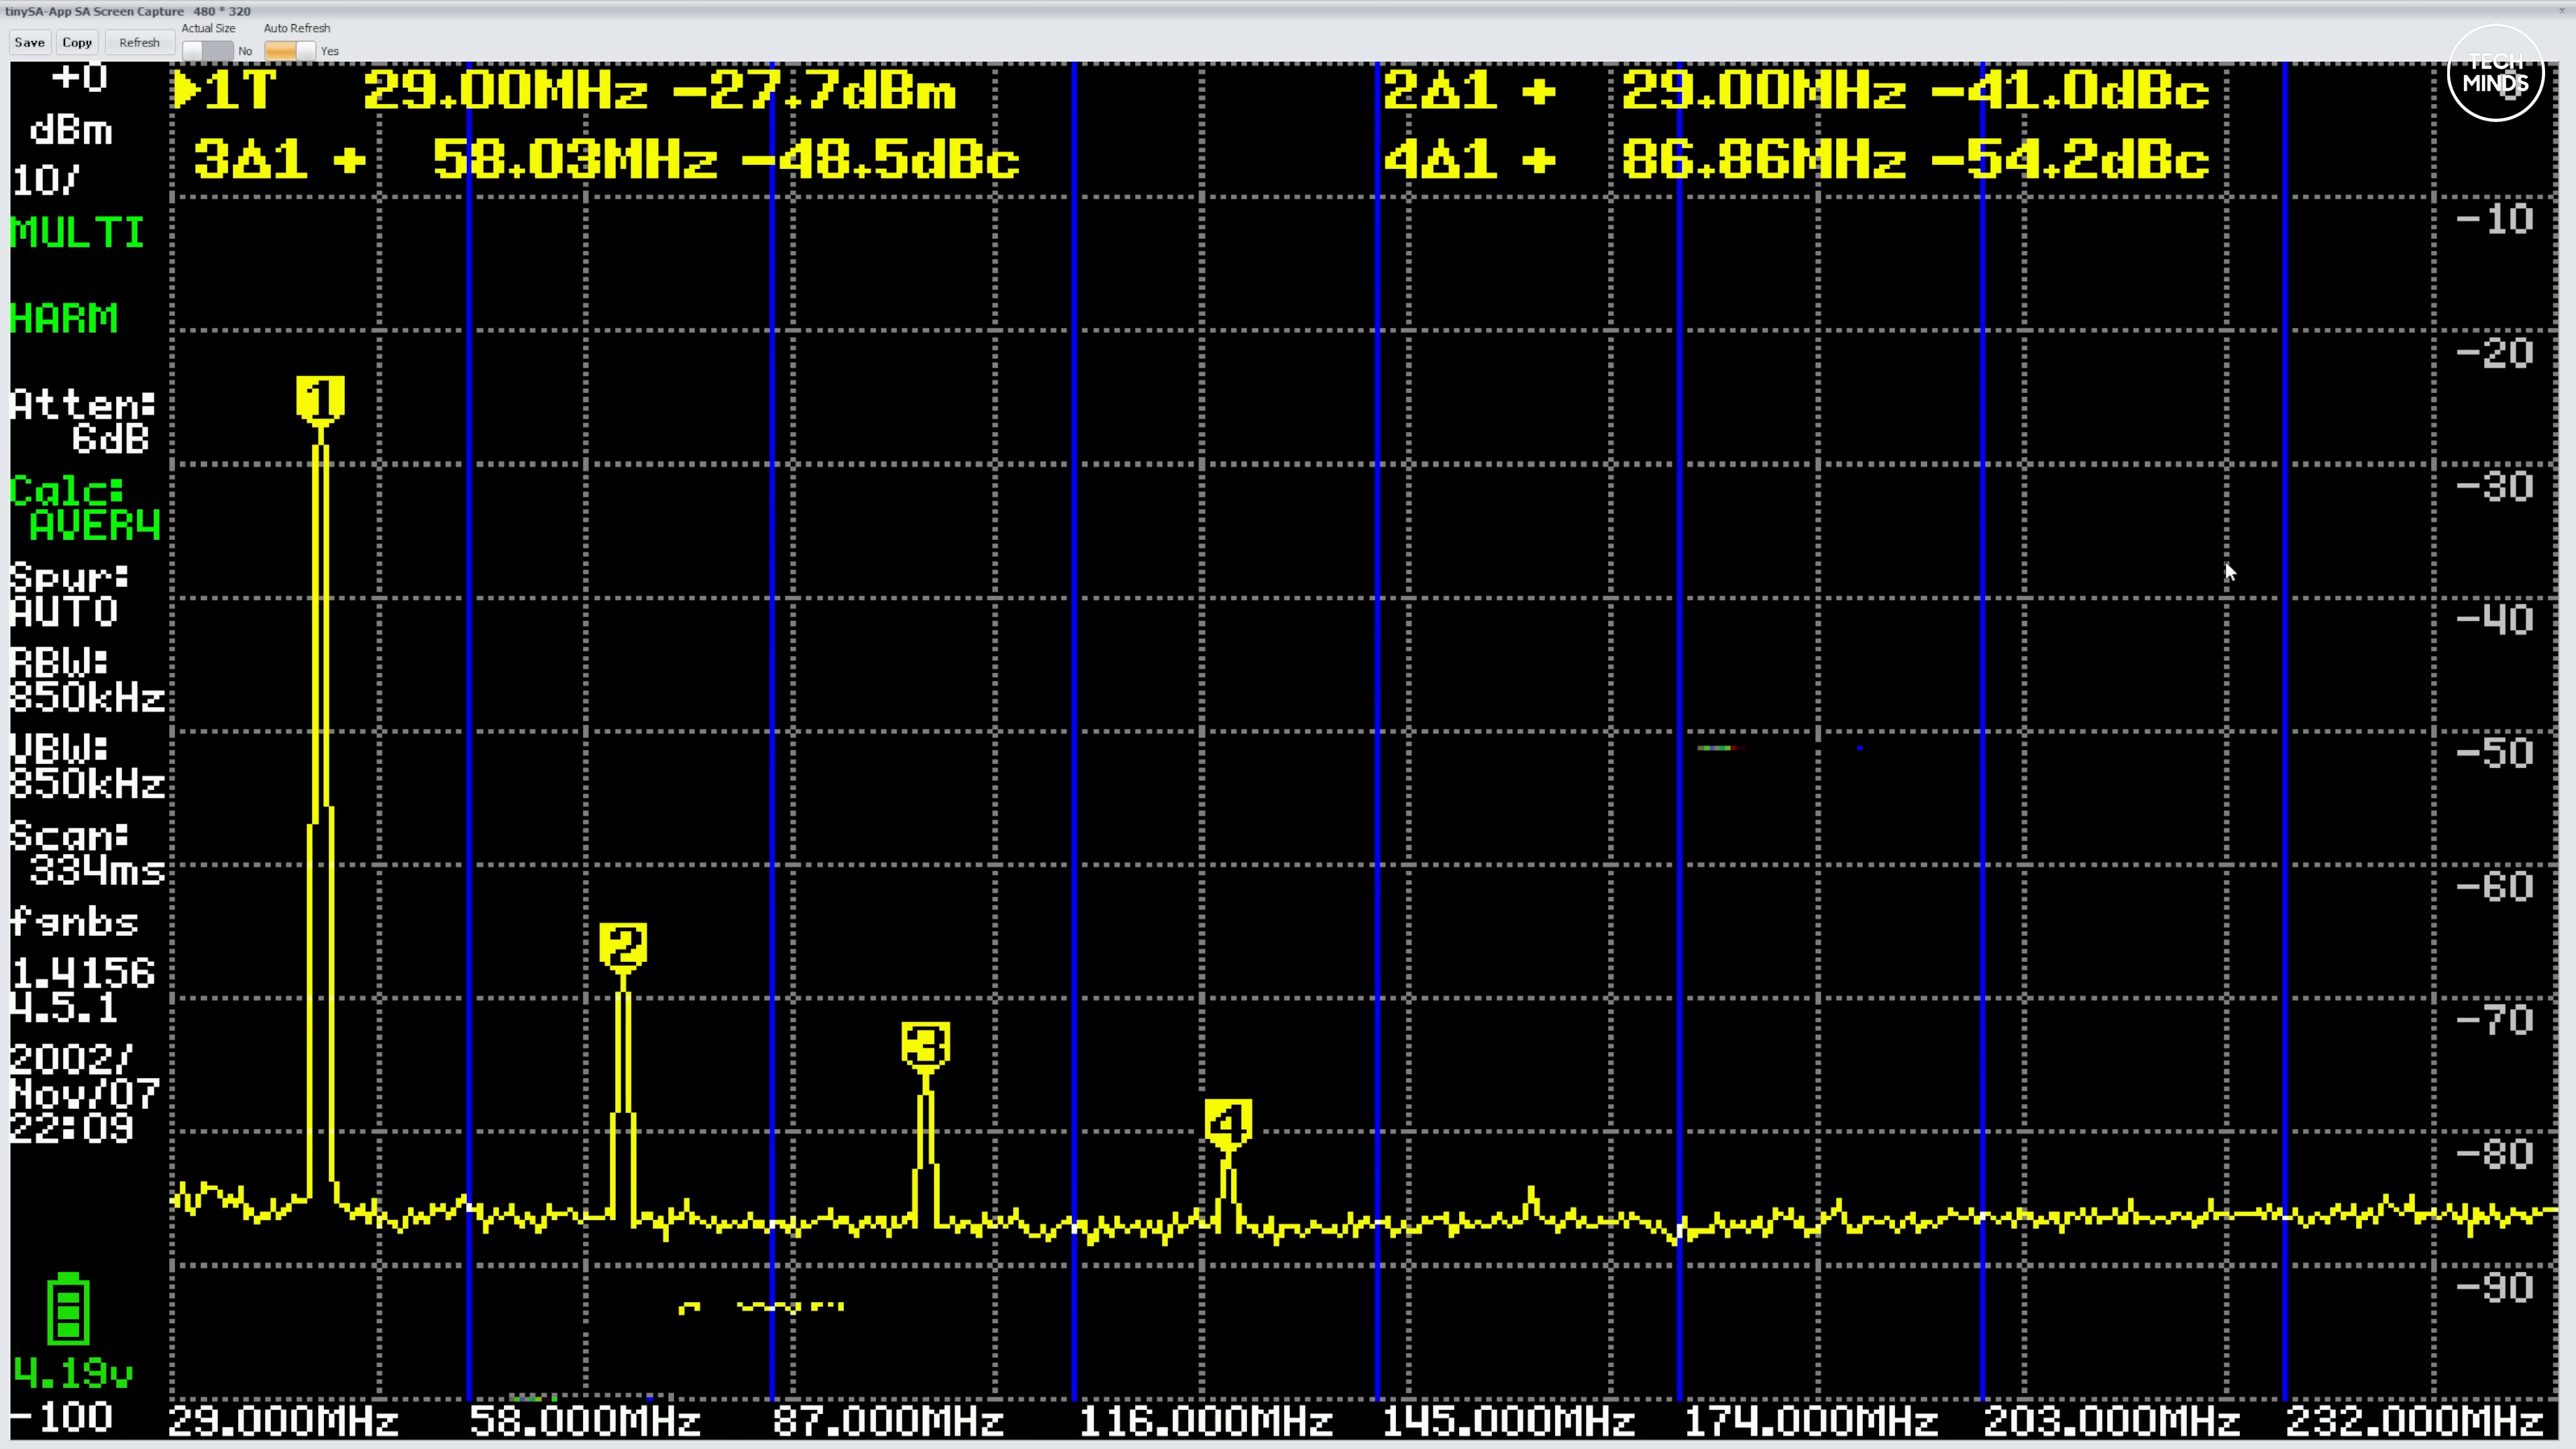 tinySA-App SA Screen Capture 480 * 320
Save Copy Refresh Actual Size No Auto Refresh Yes
TECH
MINDS
+0
dBm
10/
MULTI
HARM
Atten:
6dB
Calc:
AVER4
Spur:
AUTO
RBW:
850kHz
VBW:
850kHz
Scan:
334ms
fgnbs
1.4156
4.5.1
2002/
Nov/07
22:09
4.19v
-100
1T 29.00MHz -27.7dBm 2Δ1 + 29.00MHz -41.0dBc
3Δ1 + 58.03MHz -48.5dBc 4Δ1 + 86.86MHz -54.2dBc
0
-10
-20
-30
-40
-50
-60
-70
-80
-90
1
2
3
4
29.000MHz 58.000MHz 87.000MHz 116.000MHz 145.000MHz 174.000MHz 203.000MHz 232.000MHz